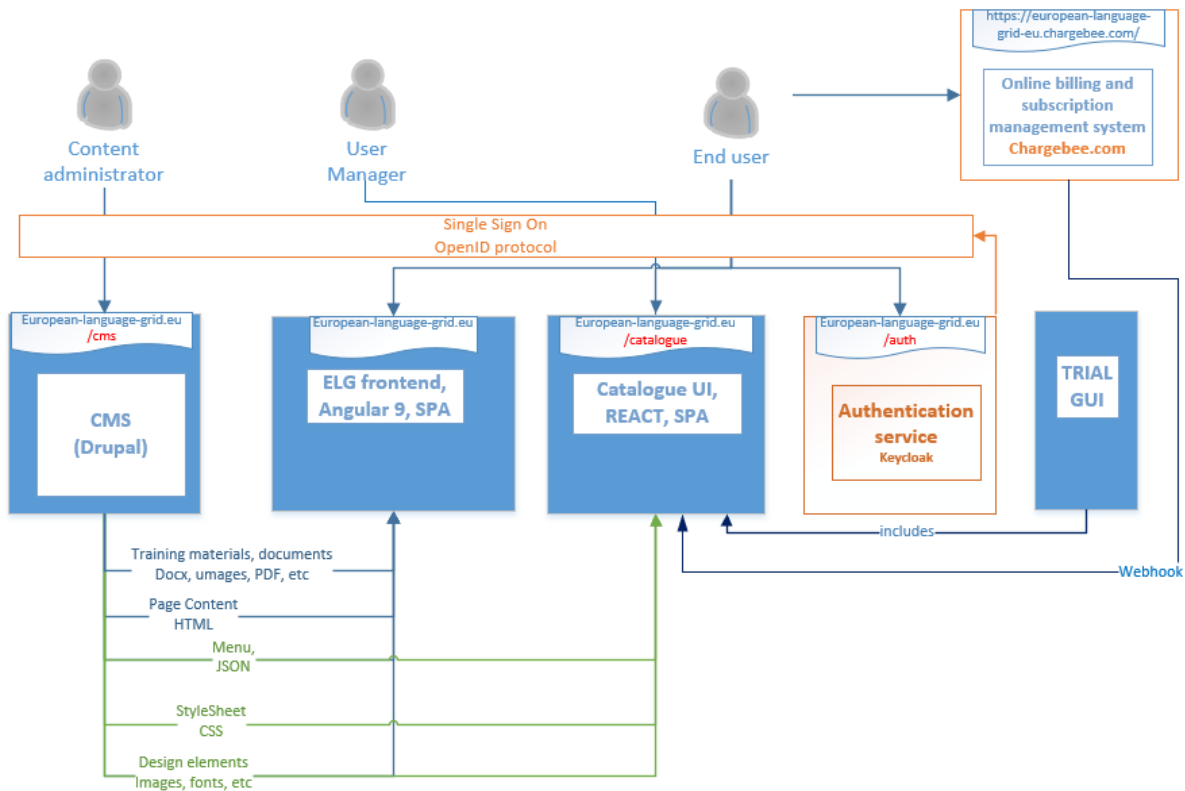 https://european-language-
grid-eu.chargebee.com/
Online billing and
subscription
management system
Chargebee.com
Content
administrator
User
Manager
End user
Single Sign On
OpenID protocol
European-language-grid.eu
/cms
CMS
(Drupal)
European-language-grid.eu
ELG frontend,
Angular 9, SPA
European-language-grid.eu
/catalogue
Catalogue UI,
REACT, SPA
European-language-grid.eu
/auth
Authentication
service
Keycloak
TRIAL
GUI
includes
Webhook
Training materials, documents
Docx, umages, PDF, etc
Page Content
HTML
Menu,
JSON
StyleSheet
CSS
Design elements
Images, fonts, etc